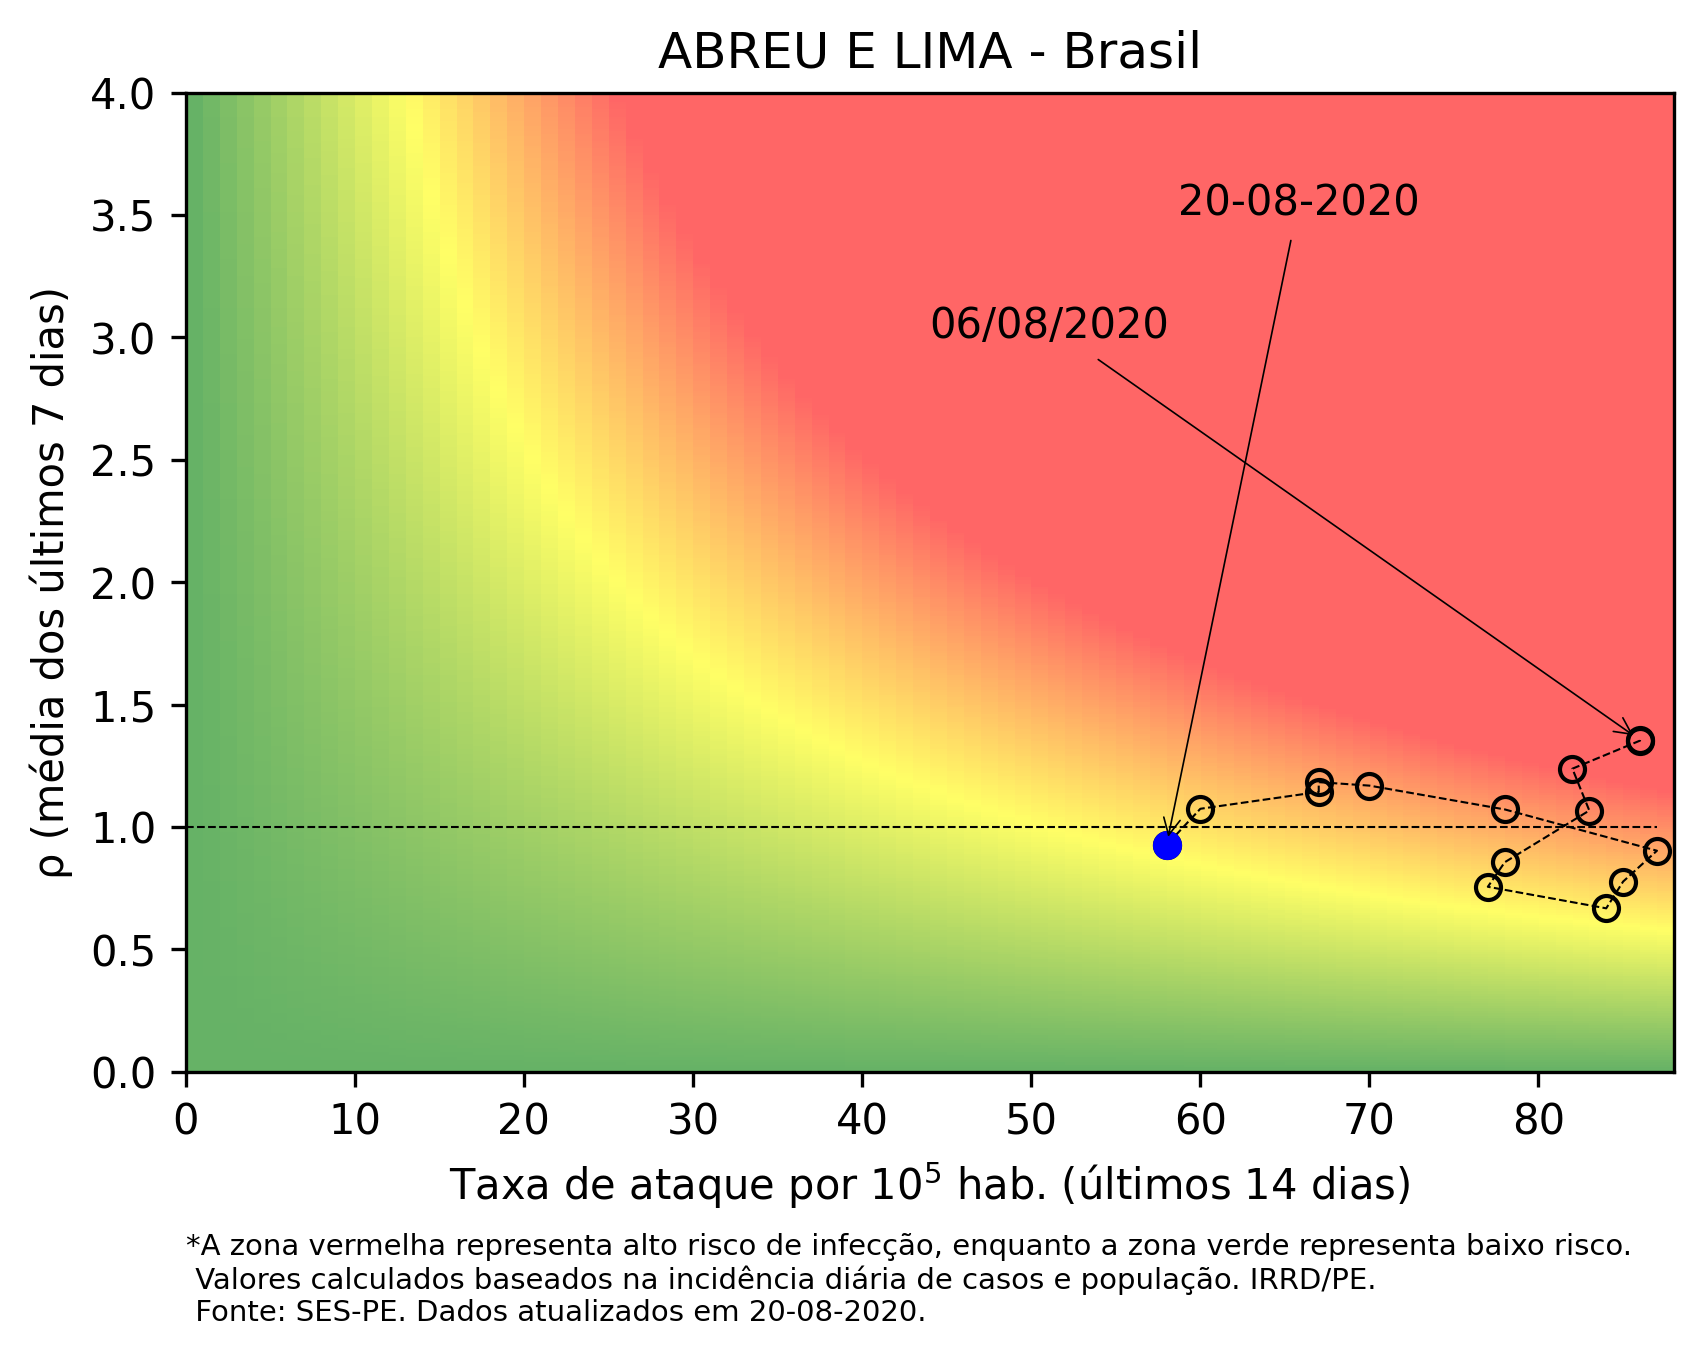 ABREU E LIMA - Brasil
4.0
3.5
3.0
2.5
2.0
1.5
1.0
0.5
0.0
ρ (média dos últimos 7 dias)
20-08-2020
06/08/2020
0 10 20 30 40 50 60 70 80
Taxa de ataque por 10⁵ hab. (últimos 14 dias)
*A zona vermelha representa alto risco de infecção, enquanto a zona verde representa baixo risco.
Valores calculados baseados na incidência diária de casos e população. IRRD/PE.
Fonte: SES-PE. Dados atualizados em 20-08-2020.